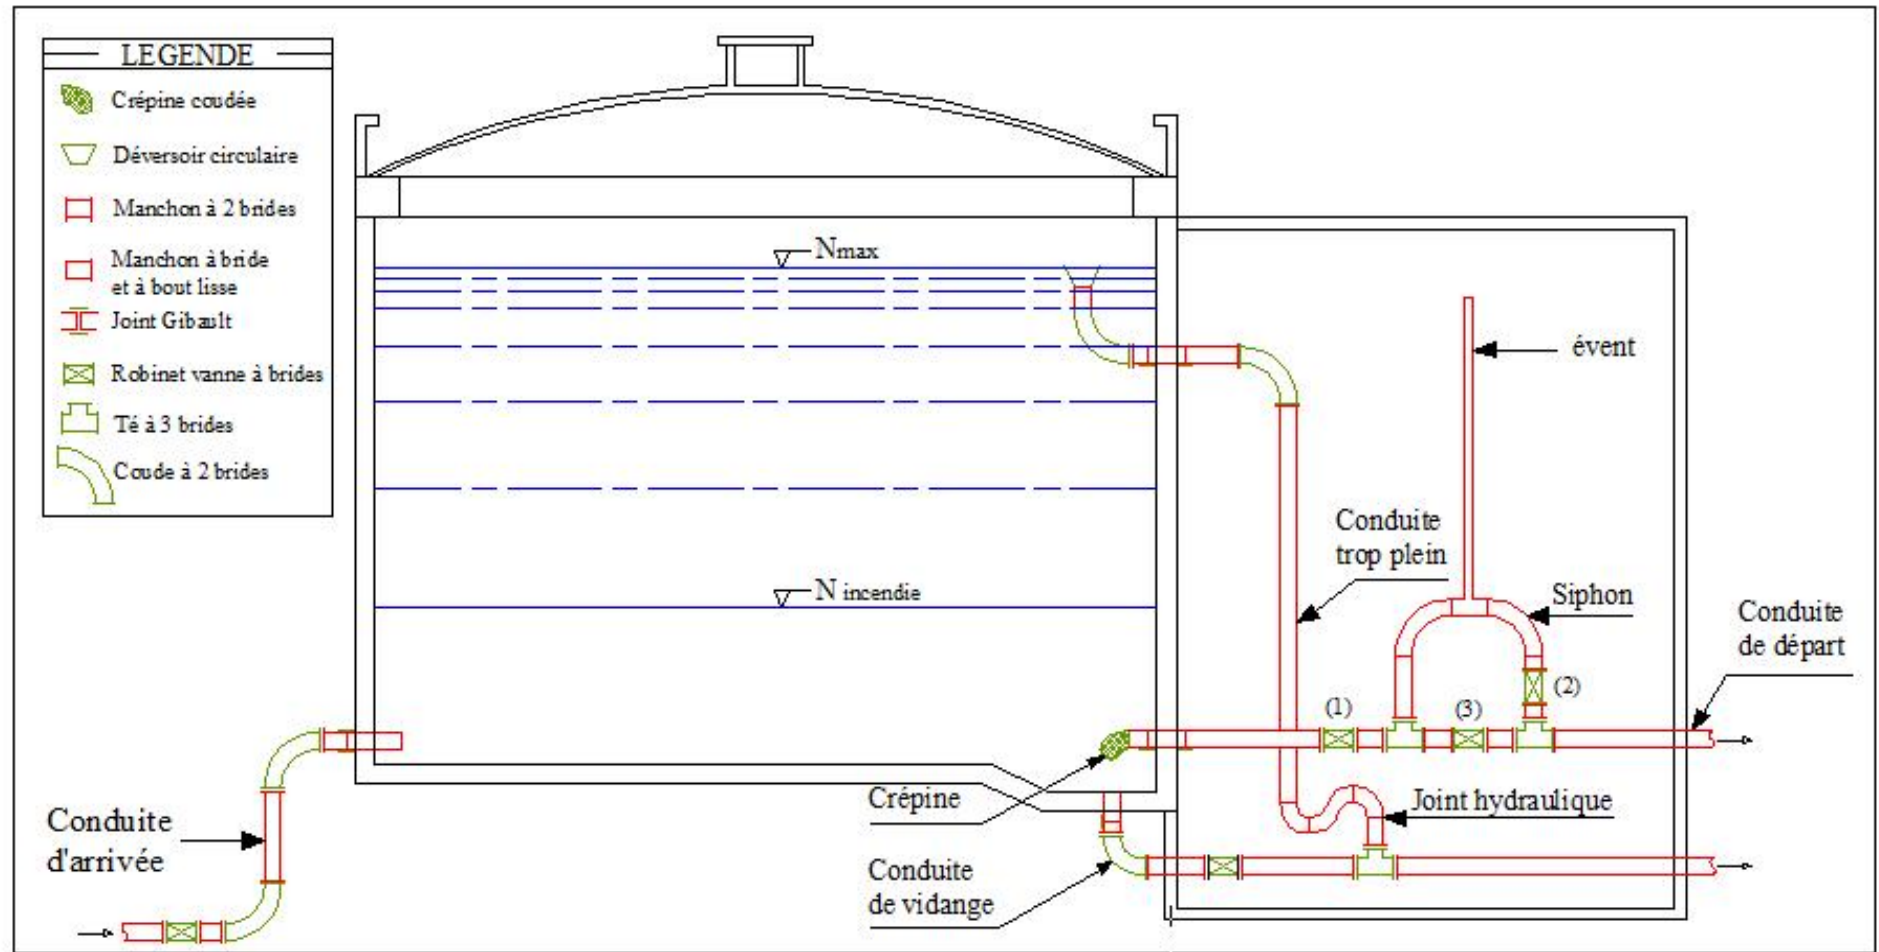 LEGENDE
Crépine coudée
Déversoir circulaire
Manchon à 2 brides
Manchon à bride
et à bout lisse
Joint Gibault
Robinet vanne à brides
Té à 3 brides
Coude à 2 brides
Nmax
N incendie
évent
Conduite
trop plein
Siphon
Conduite
de départ
(1)
(3)
(2)
Crépine
Joint hydraulique
Conduite
d'arrivée
Conduite
de vidange